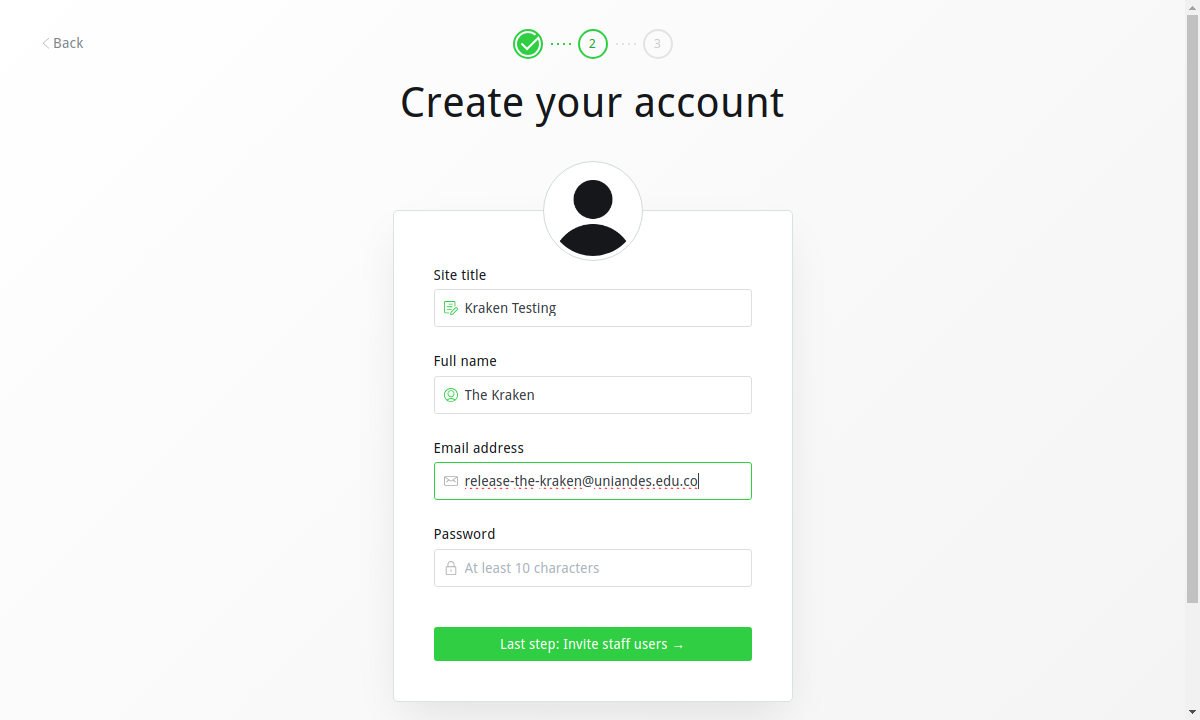 Back
2
3
Create your account
Site title
Kraken Testing
Full name
The Kraken
Email address
release-the-kraken@uniandes.edu.co
Password
At least 10 characters
Last step: Invite staff users →